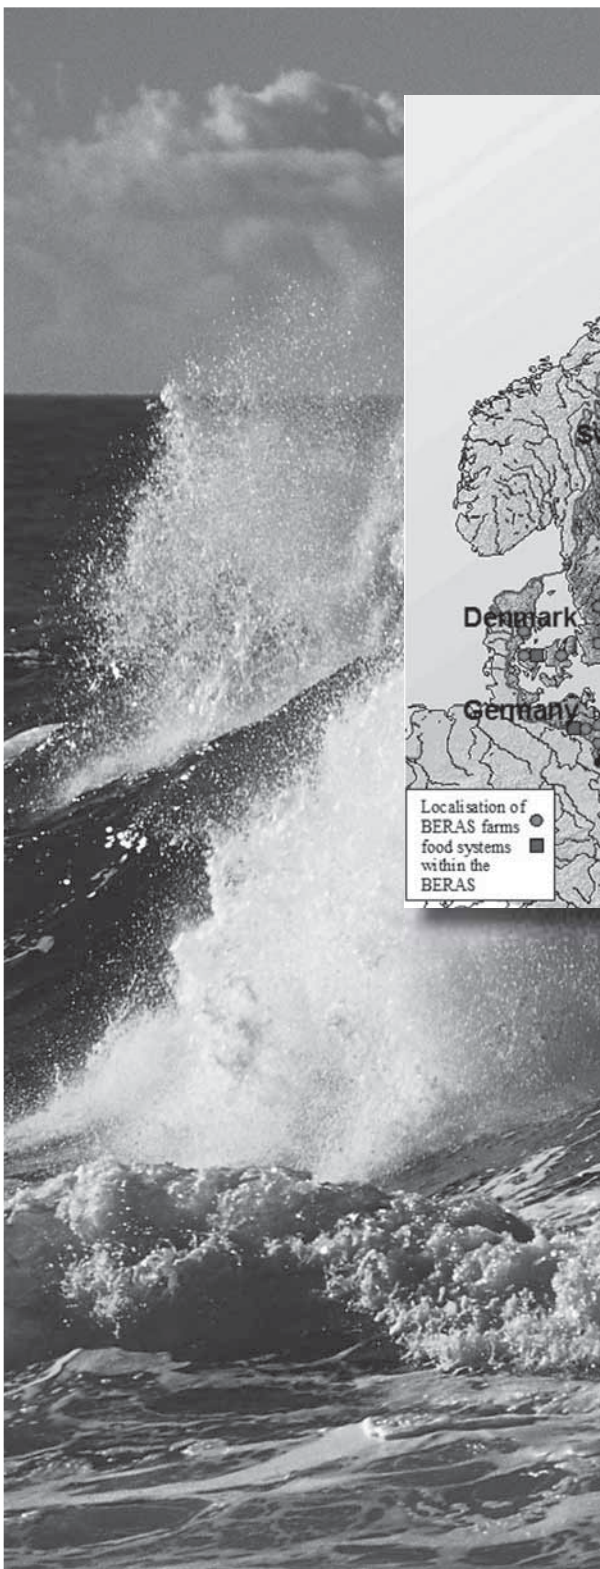 Denmark
Germany
Localisation of
BERAS farms
food systems
within the
BERAS